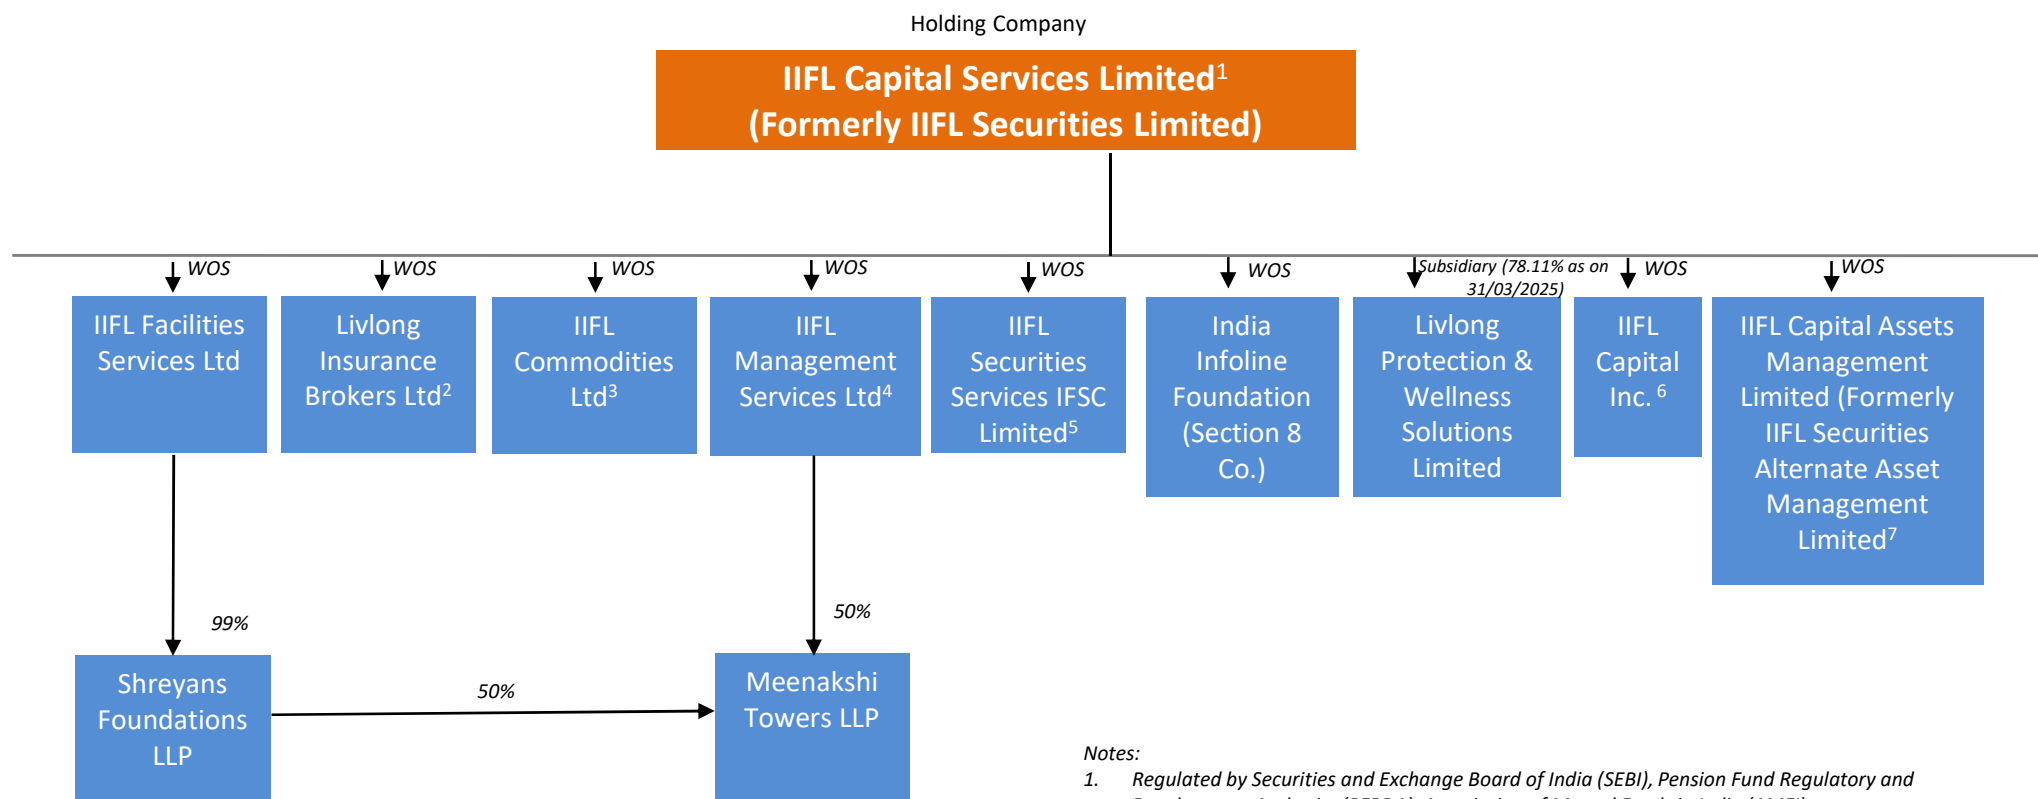 Holding Company
IIFL Capital Services Limited1
(Formerly IIFL Securities Limited)
WOS
WOS
WOS
WOS
WOS
WOS
Subsidiary (78.11% as on
31/03/2025)
WOS
WOS
IIFL Facilities
Services Ltd
Livlong
Insurance
Brokers Ltd2
IIFL
Commodities
Ltd3
IIFL
Management
Services Ltd4
IIFL
Securities
Services IFSC
Limited5
India
Infoline
Foundation
(Section 8
Co.)
Livlong
Protection &
Wellness
Solutions
Limited
IIFL
Capital
Inc. 6
IIFL Capital Assets
Management
Limited (Formerly
IIFL Securities
Alternate Asset
Management
Limited7
99%
50%
Shreyans
Foundations
LLP
50%
Meenakshi
Towers LLP
Notes:
1. Regulated by Securities and Exchange Board of India (SEBI), Pension Fund Regulatory and